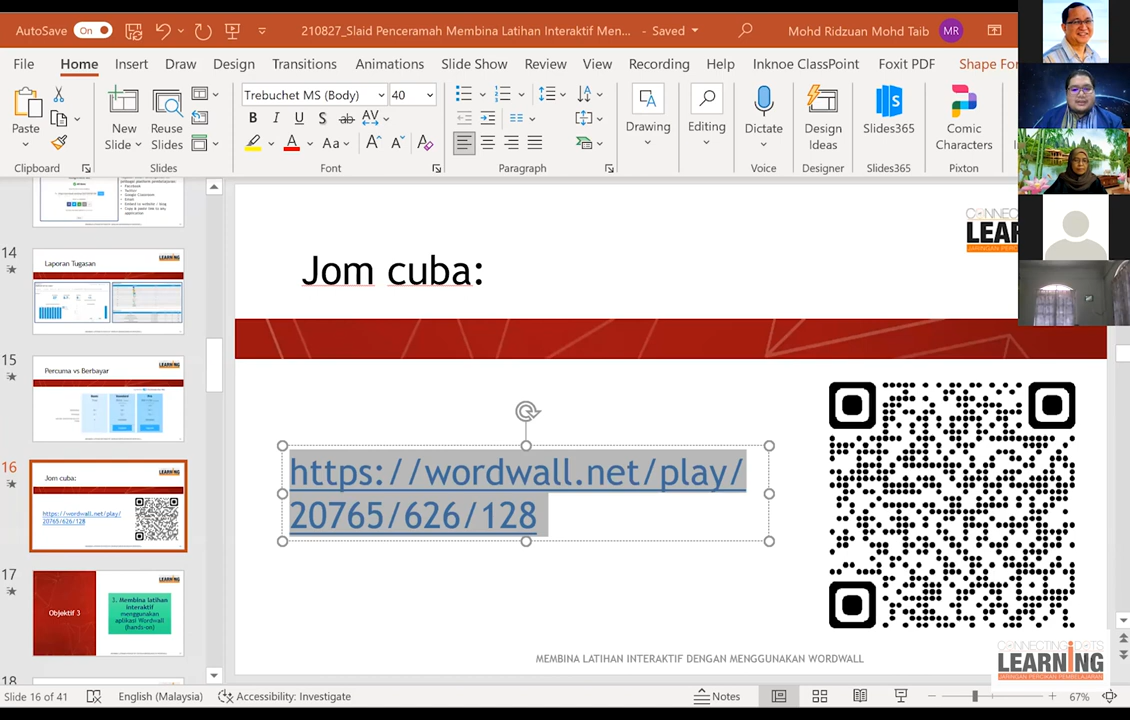 AutoSave On 210827_Slaid Penceramah Membina Latihan Interaktif Men... - Saved Mohd Ridzuan Mohd Taib MR
File Home Insert Draw Design Transitions Animations Slide Show Review View Recording Help Inknoe ClassPoint Foxit PDF Shape For
Trebuchet MS (Body) 40
Paste New Slide Reuse Slides Drawing Editing Dictate Design Ideas Slides365 Comic Characters
Clipboard Slides Font Paragraph Voice Designer Slides365 Pixton
14
Laporan Tugasan
15
Percuma vs Berbayar
16
Jom cuba:
https://wordwall.net/play/
20765/626/128
17
Objektif 3
3. Membina latihan
interaktif
menggunakan
aplikasi Wordwall
(hands-on)
18
Jom cuba:
https://wordwall.net/play/
20765/626/128
MEMBINA LATIHAN INTERAKTIF DENGAN MENGGUNAKAN WORDWALL
LEARNING
JARINGAN PERCIKAN PEMBELAJARAN
Slide 16 of 41 English (Malaysia) Accessibility: Investigate Notes 67%